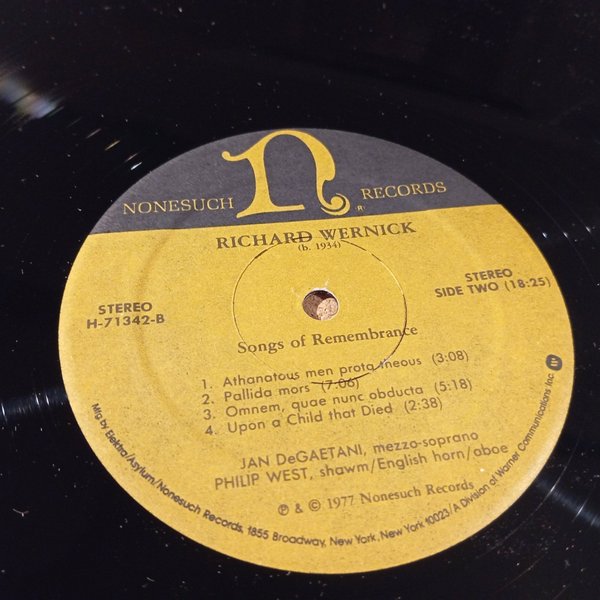 NONESUCH n ® RECORDS
RICHARD WERNICK
(b. 1934)
STEREO
H-71342-B
STEREO
SIDE TWO (18:25)
Songs of Remembrance
1. Athanatous men prota theous (3:08)
2. Pallida mors (7:06)
3. Omnem, quae nunc obducta (5:18)
4. Upon a Child that Died (2:38)
JAN DeGAETANI, mezzo-soprano
PHILIP WEST, shawm/English horn/oboe
℗ & © 1977 Nonesuch Records
Mfg by Elektra/Asylum/Nonesuch Records, 1855 Broadway, New York, New York 10023/A Division of Warner Communications Inc.